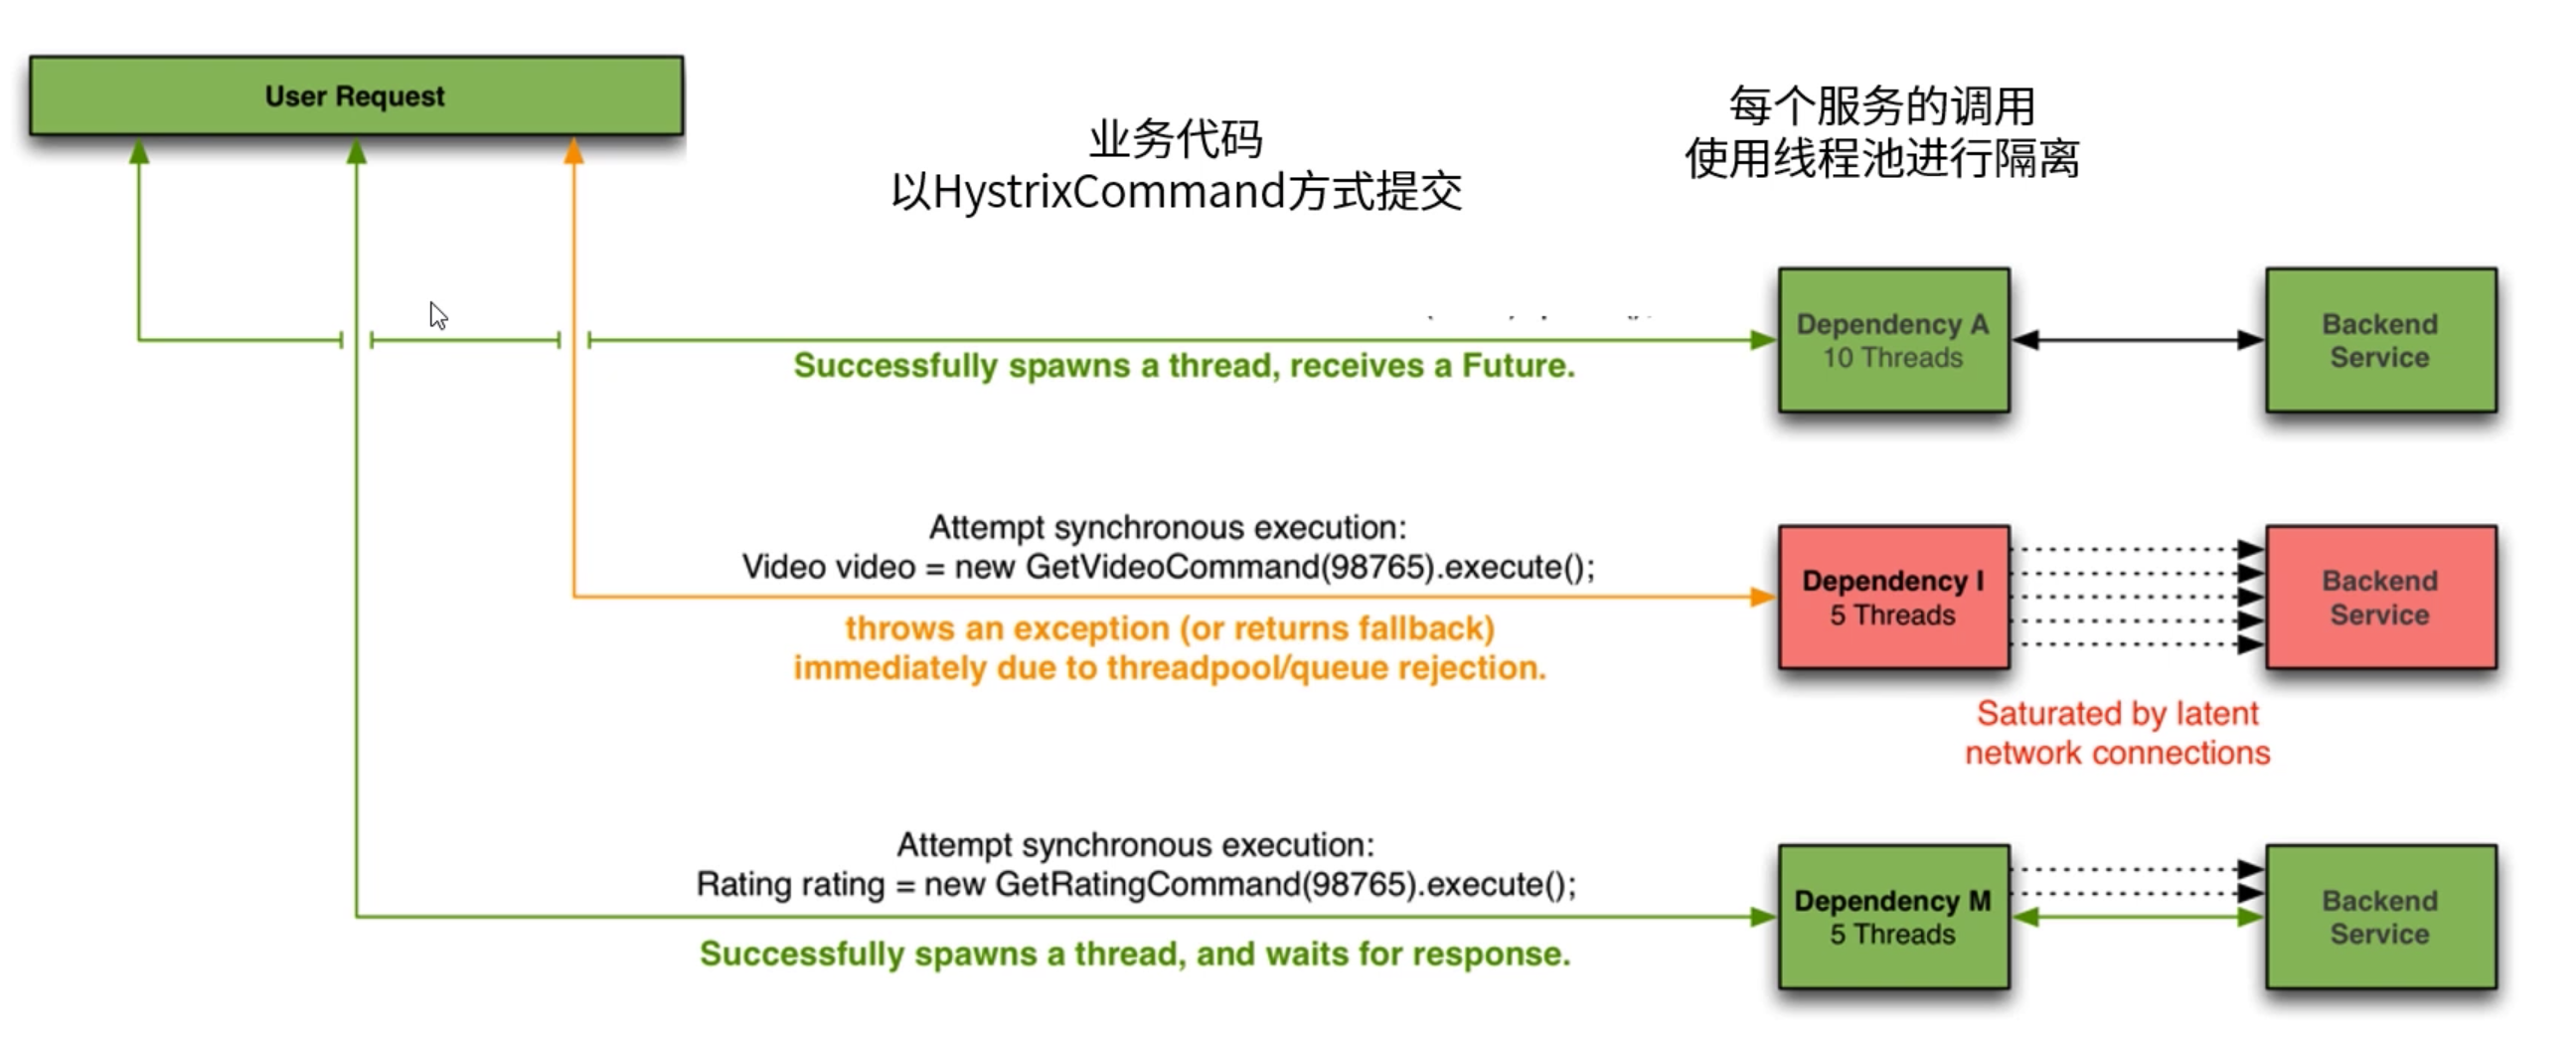 User Request
业务代码
以HystrixCommand方式提交
每个服务的调用
使用线程池进行隔离
Successfully spawns a thread, receives a Future.
Dependency A
10 Threads
Backend
Service
Attempt synchronous execution:
Video video = new GetVideoCommand(98765).execute();
throws an exception (or returns fallback)
immediately due to threadpool/queue rejection.
Dependency I
5 Threads
Backend
Service
Saturated by latent
network connections
Attempt synchronous execution:
Rating rating = new GetRatingCommand(98765).execute();
Successfully spawns a thread, and waits for response.
Dependency M
5 Threads
Backend
Service